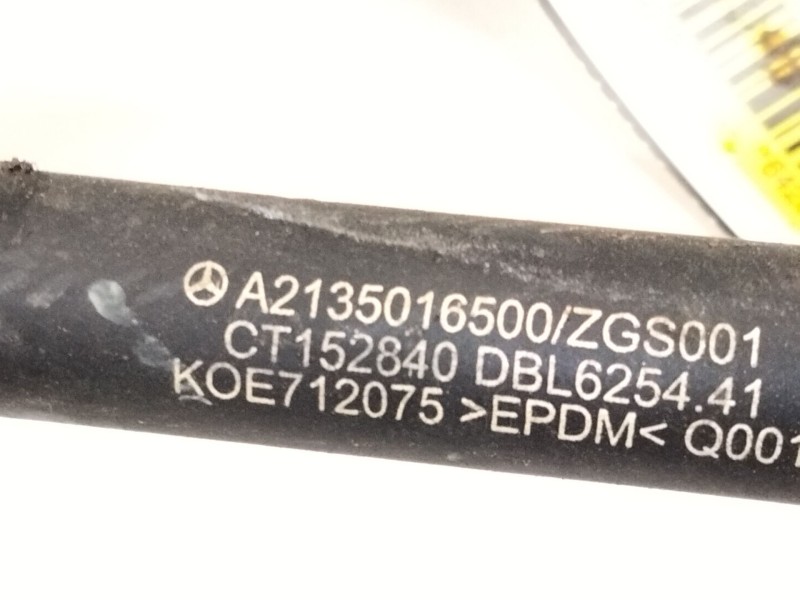 A2135016500/ZGS001
CT152840 DBL6254.41
KOE712075 >EPDM< Q001